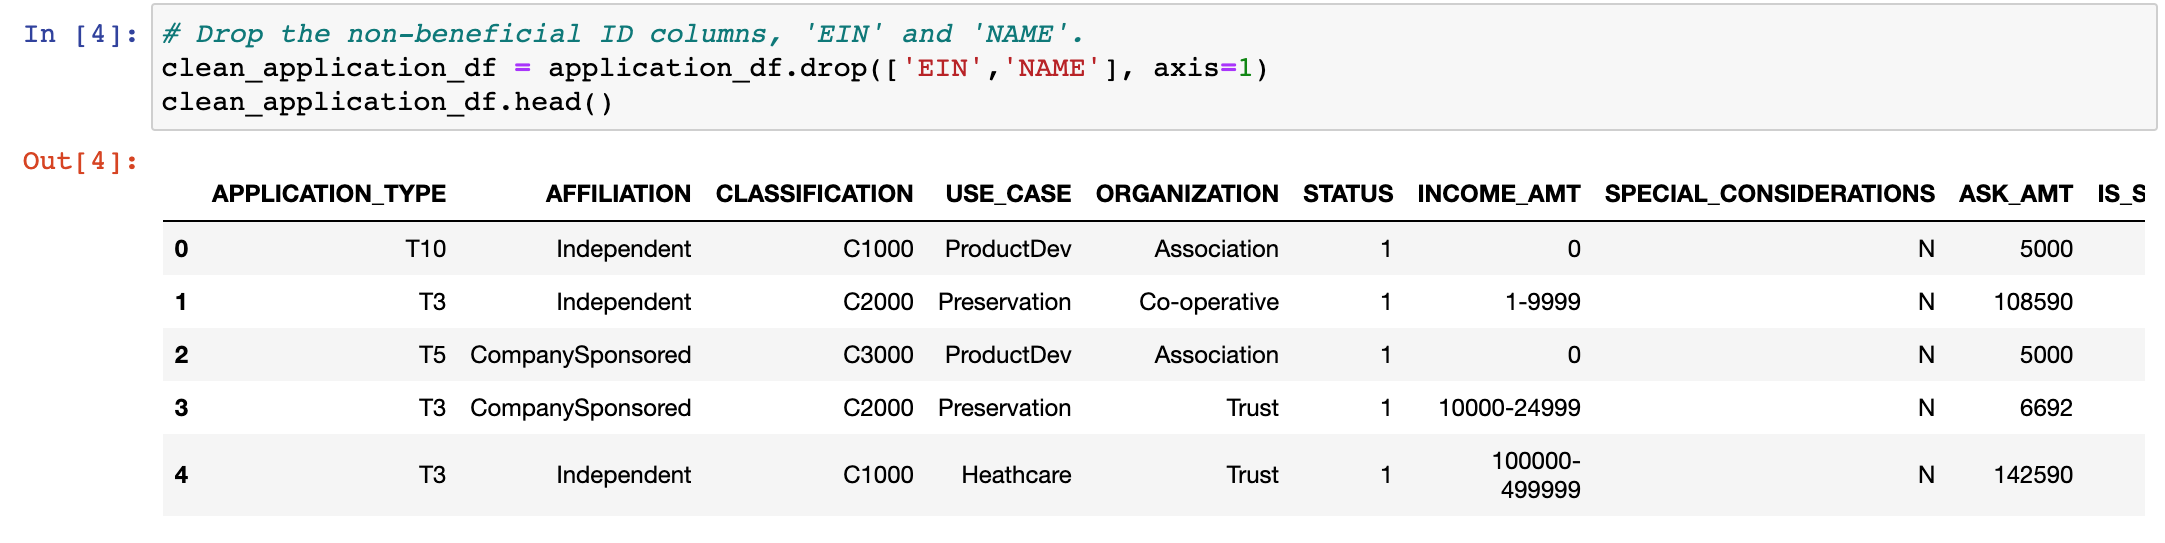 In [4]: # Drop the non-beneficial ID columns, 'EIN' and 'NAME'.
clean_application_df = application_df.drop(['EIN','NAME'], axis=1)
clean_application_df.head()
Out[4]:
APPLICATION_TYPE AFFILIATION CLASSIFICATION USE_CASE ORGANIZATION STATUS INCOME_AMT SPECIAL_CONSIDERATIONS ASK_AMT IS_S
0 T10 Independent C1000 ProductDev Association 1 0 N 5000
1 T3 Independent C2000 Preservation Co-operative 1 1-9999 N 108590
2 T5 CompanySponsored C3000 ProductDev Association 1 0 N 5000
3 T3 CompanySponsored C2000 Preservation Trust 1 10000-24999 N 6692
4 T3 Independent C1000 Heathcare Trust 1 100000-
499999 N 142590